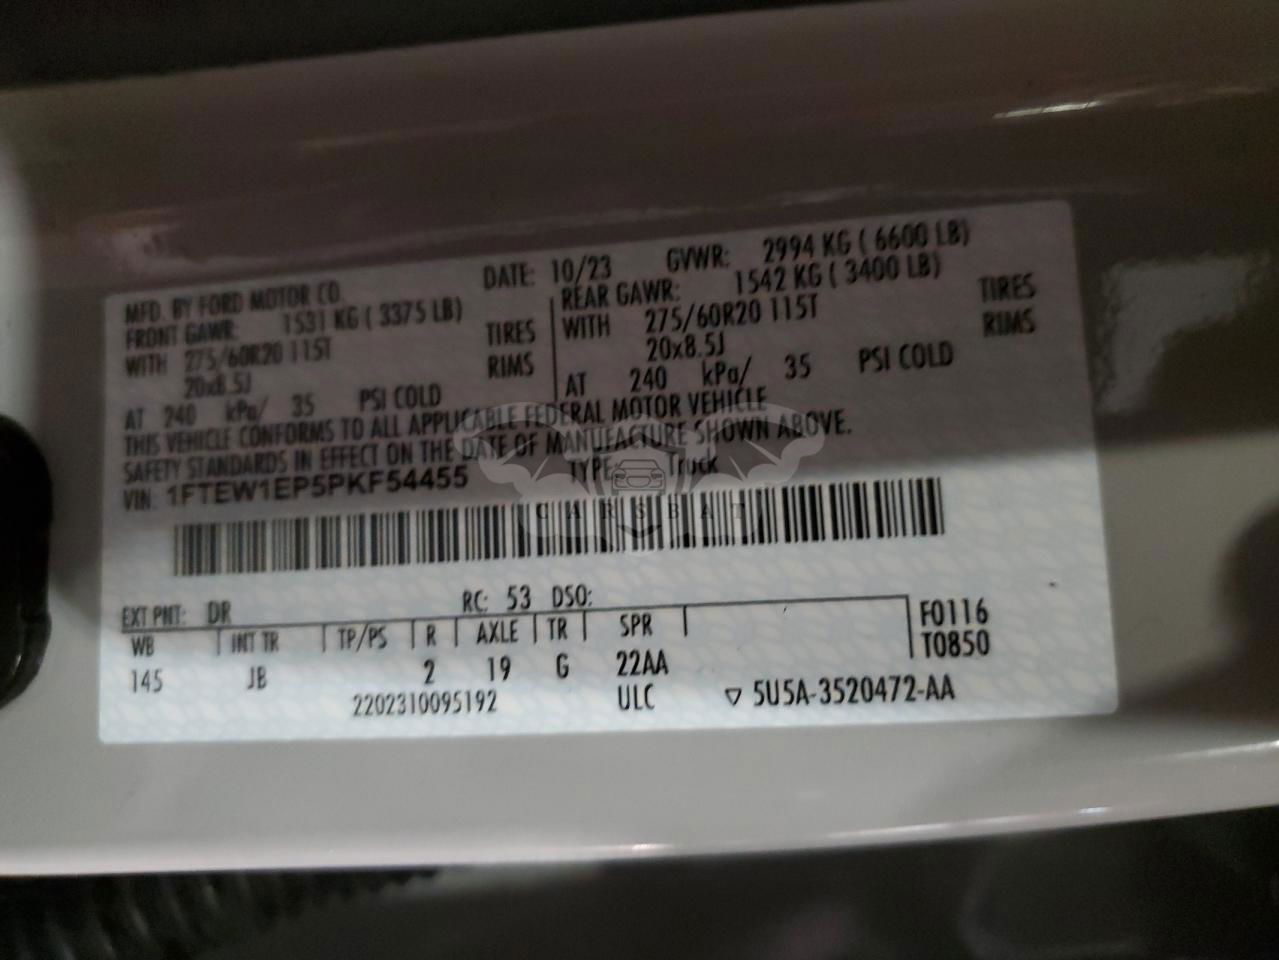 MFD. BY FORD MOTOR CO. DATE: 10/23 GVWR: 2994 KG ( 6600 LB)
FRONT GAWR: 1531 KG ( 3375 LB) REAR GAWR: 1542 KG ( 3400 LB)
WITH 275/60R20 115T TIRES WITH 275/60R20 115T TIRES
20x8.5J RIMS 20x8.5J RIMS
AT 240 kPa/ 35 PSI COLD AT 240 kPa/ 35 PSI COLD
THIS VEHICLE CONFORMS TO ALL APPLICABLE FEDERAL MOTOR VEHICLE
SAFETY STANDARDS IN EFFECT ON THE DATE OF MANUFACTURE SHOWN ABOVE.
VIN: 1FTEW1EP5PKF54455 TYPE: Truck
CARSBAT
EXT PNT: DR RC: 53 DSO:
WB INT TR TP/PS R AXLE TR SPR F0116
145 JB 2 19 G 22AA T0850
2202310095192 ULC ▽ 5U5A-3520472-AA